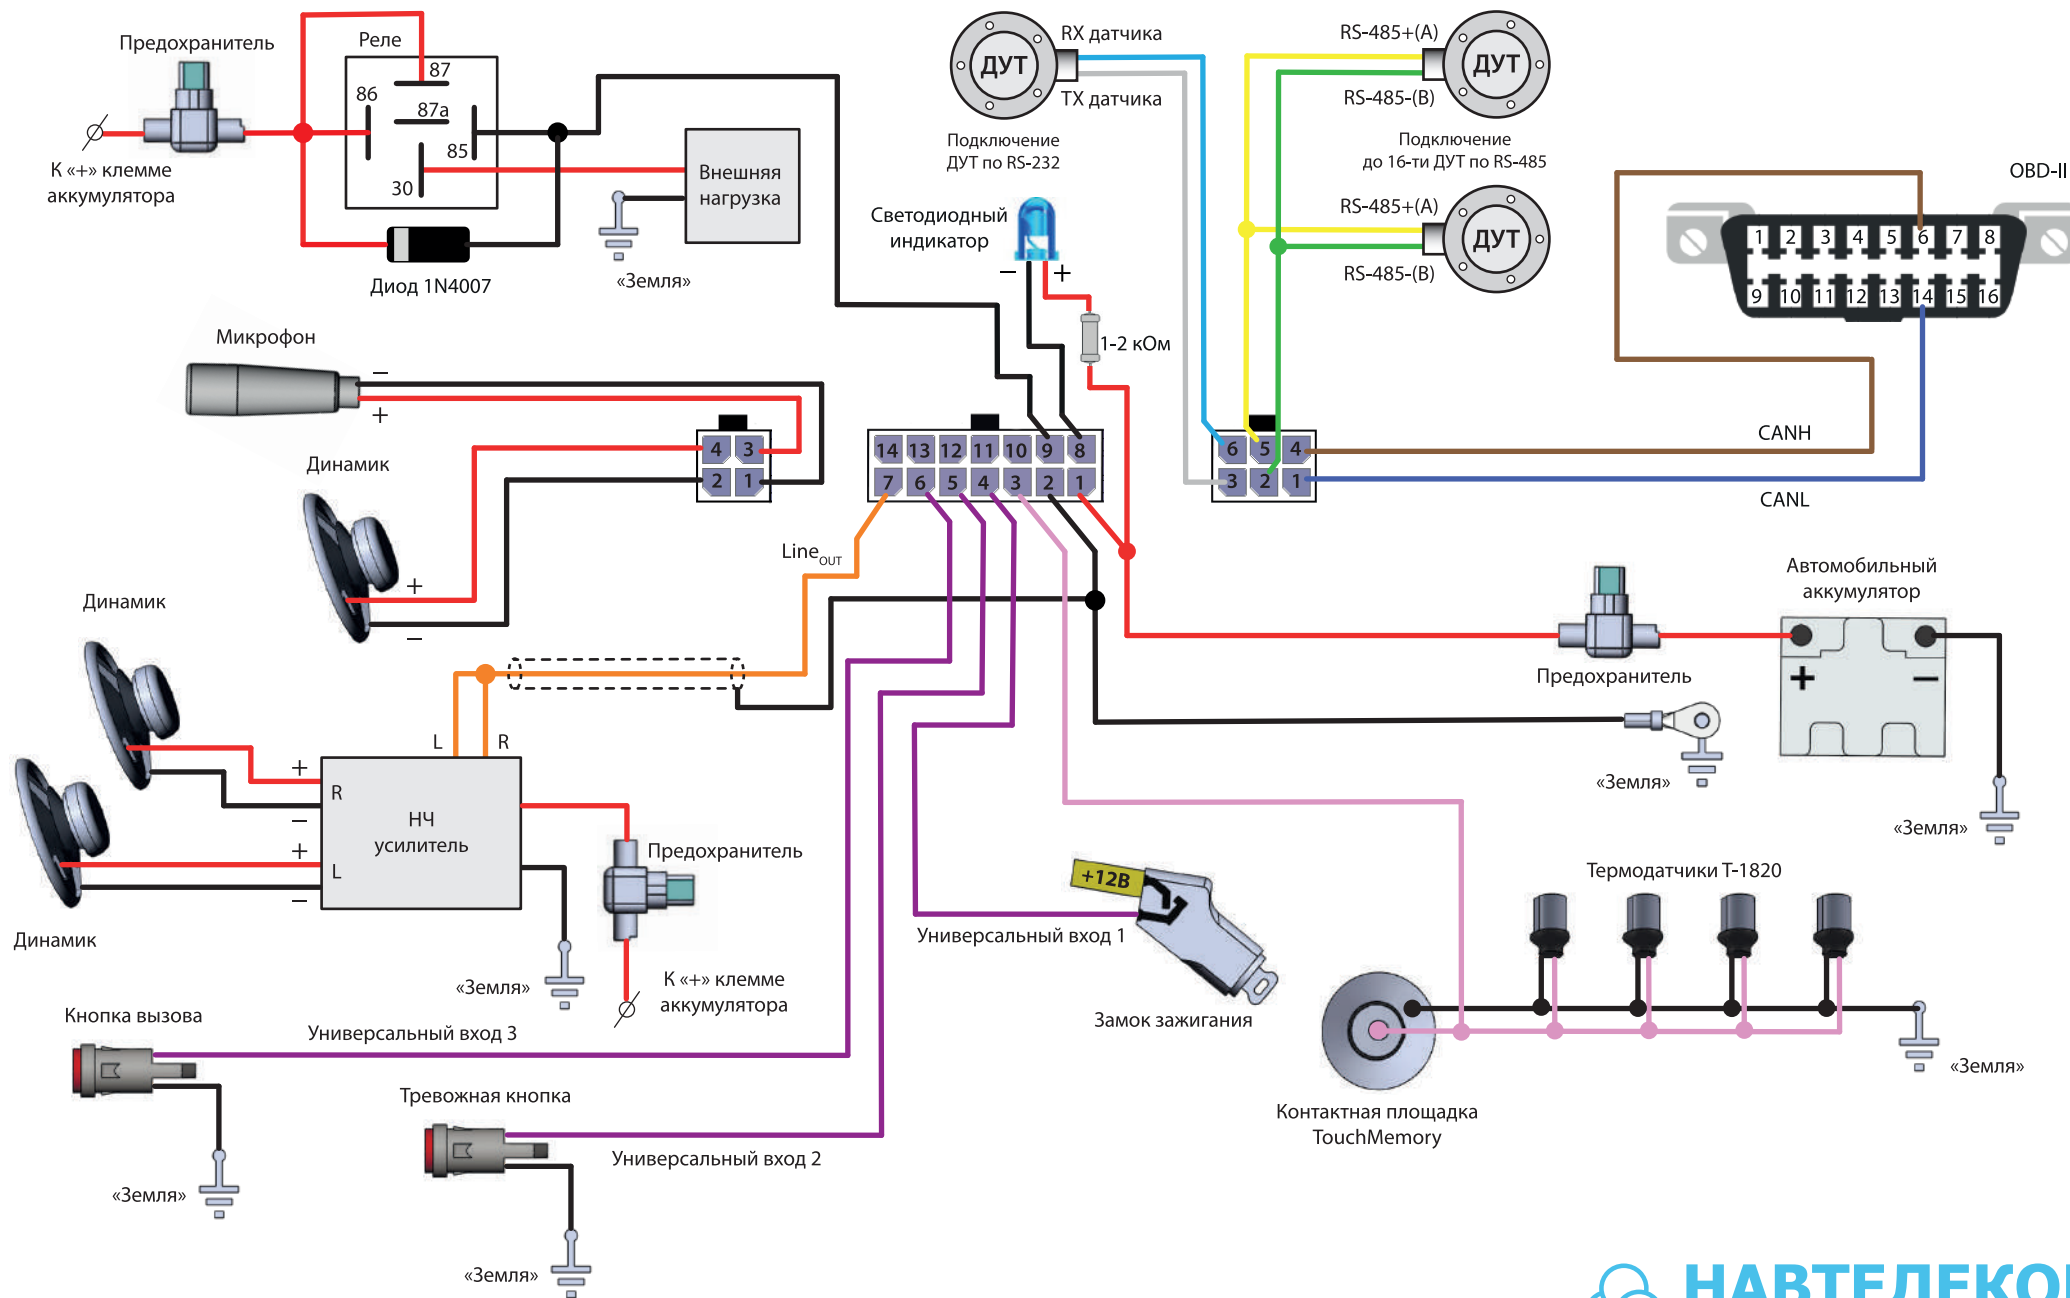 Предохранитель
К «+» клемме
аккумулятора
Реле
87
86
87a
85
30
Диод 1N4007
Внешняя
нагрузка
«Земля»
ДУТ
RX датчика
TX датчика
Подключение
ДУТ по RS-232
RS-485+(A)
ДУТ
RS-485-(B)
Подключение
до 16-ти ДУТ по RS-485
RS-485+(A)
ДУТ
RS-485-(B)
OBD-II
1 2 3 4 5 6 7 8
9 10 11 12 13 14 15 16
Светодиодный
индикатор
− +
1-2 кОм
Микрофон
−
+
Динамик
+
−
4 3
2 1
14 13 12 11 10 9 8
7 6 5 4 3 2 1
6 5 4
3 2 1
CANH
CANL
LineOUT
Динамик
L R
+
R
−
+
L
−
НЧ
усилитель
Динамик
Предохранитель
К «+» клемме
аккумулятора
«Земля»
Автомобильный
аккумулятор
+ −
Предохранитель
«Земля»
«Земля»
+12В
Универсальный вход 1
Замок зажигания
Термодатчики Т-1820
«Земля»
Контактная площадка
TouchMemory
Кнопка вызова
Универсальный вход 3
«Земля»
Тревожная кнопка
Универсальный вход 2
«Земля»
НАВТЕЛЕКО